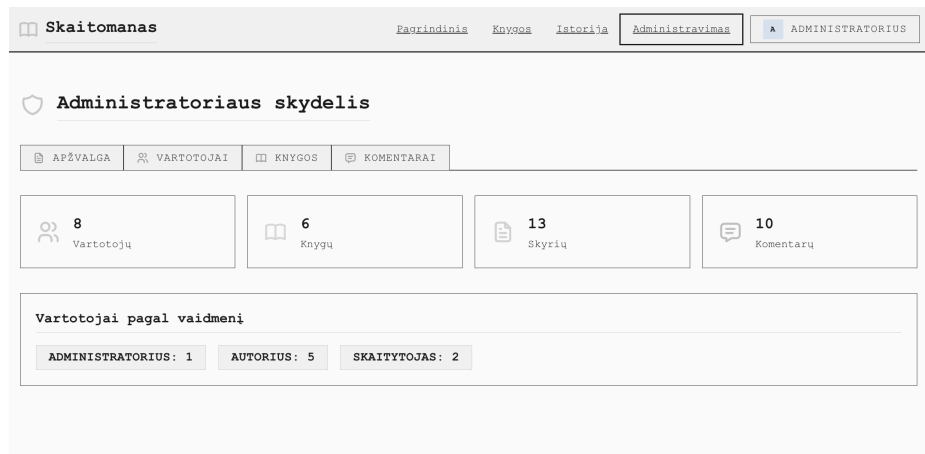 Skaitomanas
Pagrindinis Knygos Istorija Administravimas A ADMINISTRATORIUS
Administratoriaus skydelis
APŽVALGA VARTOTOJAI KNYGOS KOMENTARAI
8
Vartotojų
6
Knygų
13
Skyrių
10
Komentarų
Vartotojai pagal vaidmenį
ADMINISTRATORIUS: 1 AUTORIUS: 5 SKAITYTOJAS: 2